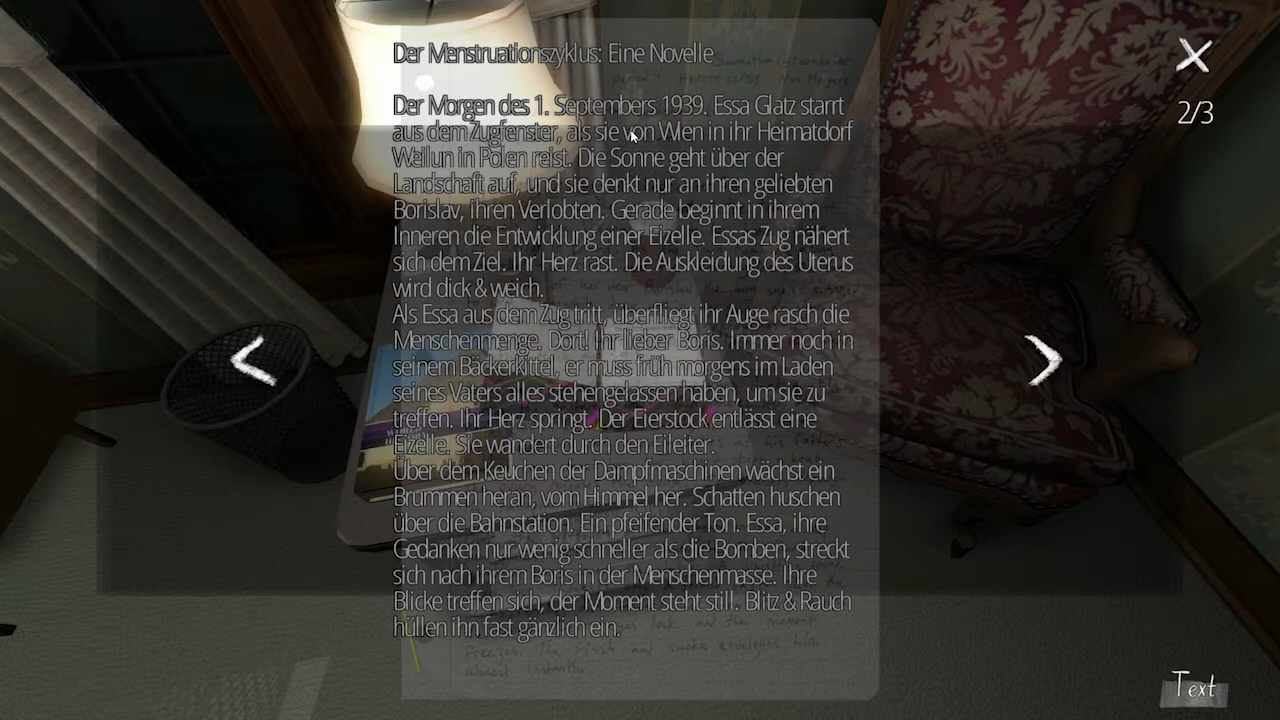 Der Menstruationszyklus: Eine Novelle
2/3
Der Morgen des 1. Septembers 1939. Essa Glatz starrt
aus dem Zugfenster, als sie von Wien in ihr Heimatdorf
Weilun in Polen reist. Die Sonne geht über der
Landschaft auf, und sie denkt nur an ihren geliebten
Borislav, ihren Verlobten. Gerade beginnt in ihrem
Inneren die Entwicklung einer Eizelle. Essas Zug nähert
sich dem Ziel. Ihr Herz rast. Die Auskleidung des Uterus
wird dick & weich.
Als Essa aus dem Zug tritt, überfliegt ihr Auge rasch die
Menschenmenge. Dort! Ihr lieber Boris. Immer noch in
seinem Bäckerkittel, er muss früh morgens im Laden
seines Vaters alles stehengelassen haben, um sie zu
treffen. Ihr Herz springt. Der Eierstock entlässt eine
Eizelle. Sie wandert durch den Eileiter.
Über dem Keuchen der Dampfmaschinen wächst ein
Brummen heran, vom Himmel her. Schatten huschen
über die Bahnstation. Ein pfeifender Ton. Essa, ihre
Gedanken nur wenig schneller als die Bomben, streckt
sich nach ihrem Boris in der Menschenmasse. Ihre
Blicke treffen sich, der Moment steht still. Blitz & Rauch
hüllen ihn fast gänzlich ein.
Text